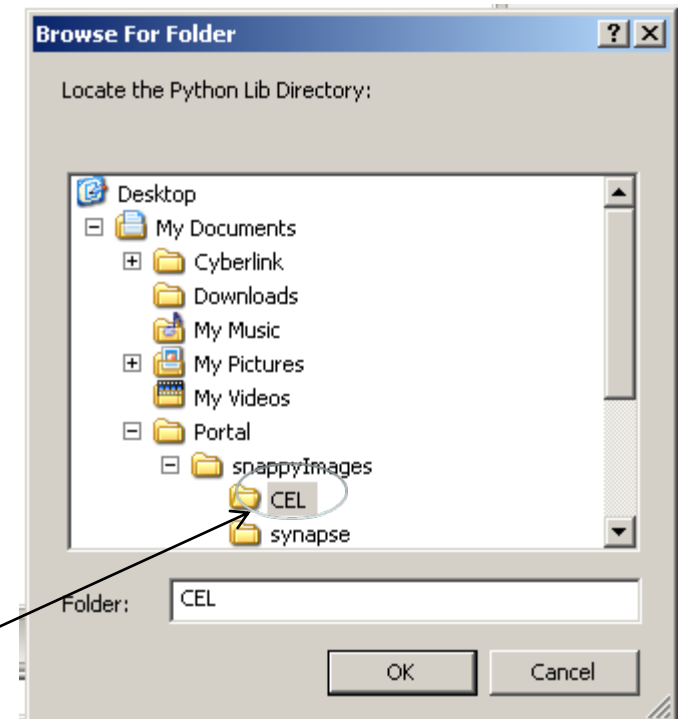 Browse For Folder
Locate the Python Lib Directory:
Desktop
My Documents
Cyberlink
Downloads
My Music
My Pictures
My Videos
Portal
snappyImages
CEL
synapse
Folder: CEL
OK Cancel